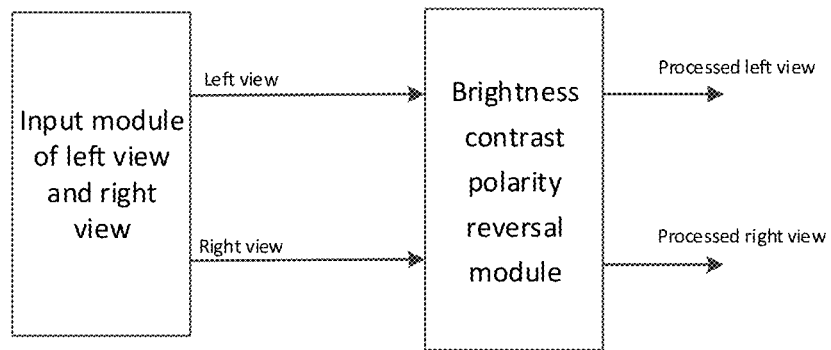 Input module
of left view
and right
view
Left view
Right view
Brightness
contrast
polarity
reversal
module
Processed left view
Processed right view